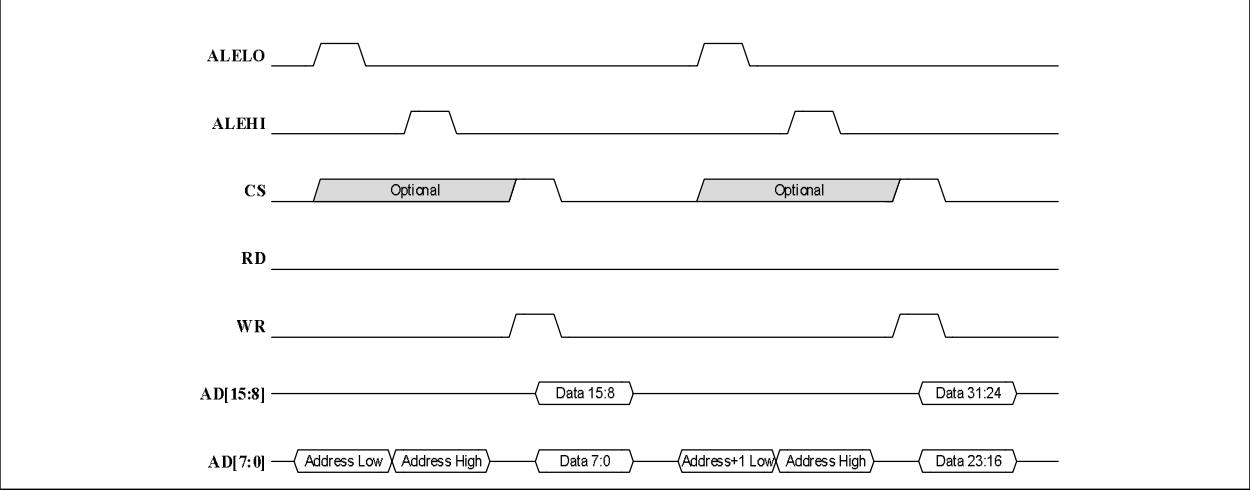 ALELO
ALEHI
CS Optional Optional
RD
WR
AD[15:8] Data 15:8 Data 31:24
AD[7:0] Address Low Address High Data 7:0 Address+1 Low Address High Data 23:16